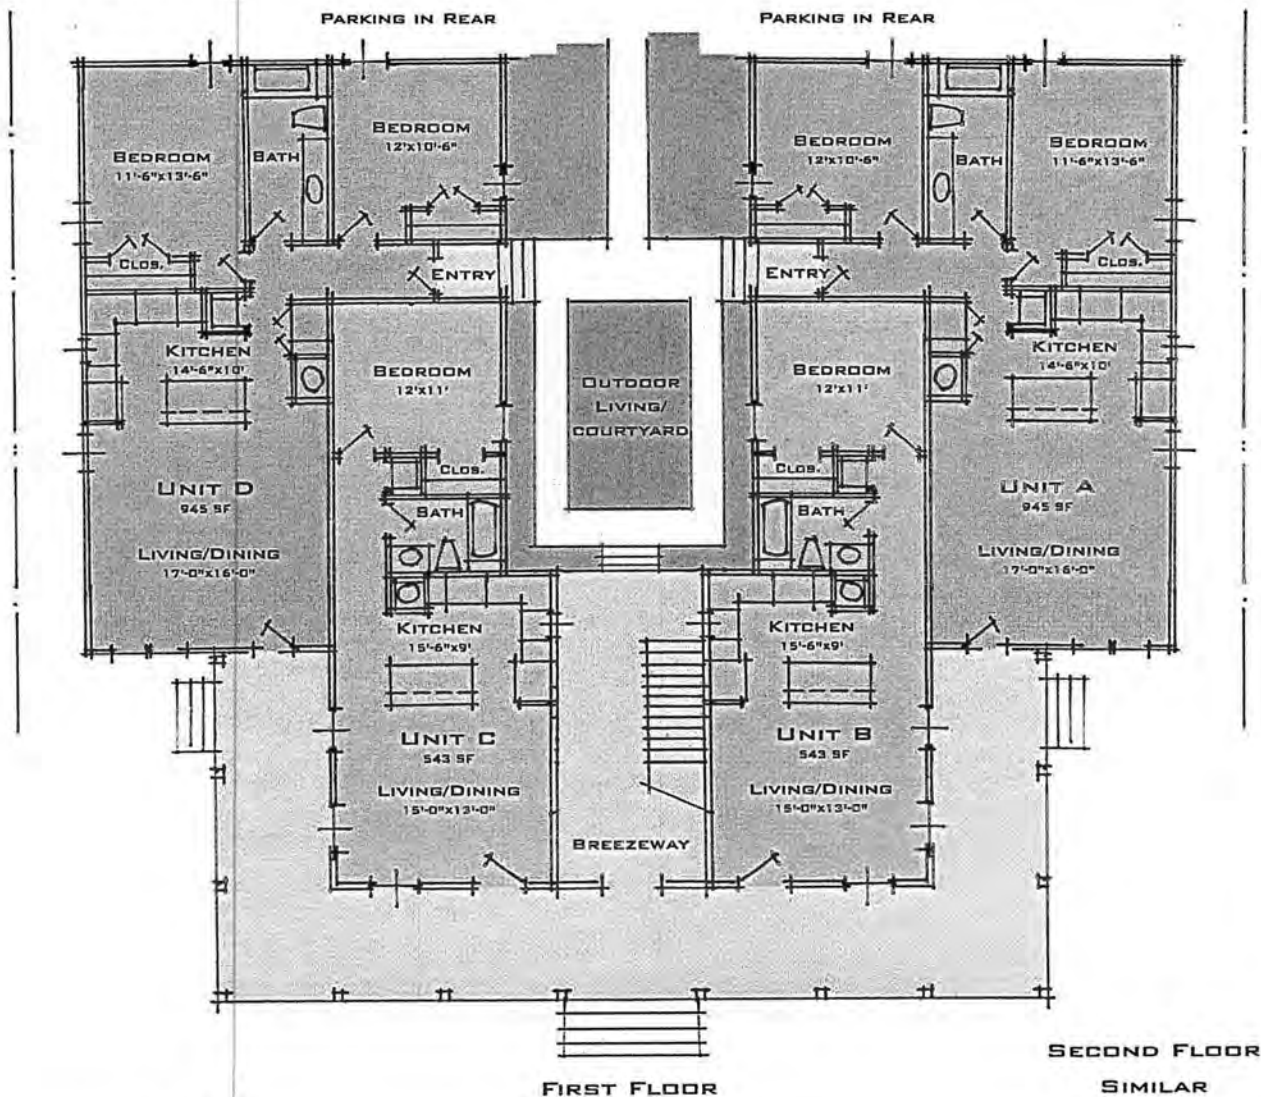 PARKING IN REAR
PARKING IN REAR
BEDROOM
11'-6"X13'-6"
BATH
BEDROOM
12'X10'-6"
CLOS.
ENTRY
KITCHEN
14'-6"X10'
BEDROOM
12'X11'
CLOS.
UNIT D
945 SF
BATH
LIVING/DINING
17'-0"X16'-0"
KITCHEN
15'-6"X9'
UNIT C
543 SF
LIVING/DINING
15'-0"X13'-0"
OUTDOOR
LIVING/
COURTYARD
BREEZEWAY
BEDROOM
12'X10'-6"
BATH
BEDROOM
11'-6"X13'-6"
ENTRY
CLOS.
BEDROOM
12'X11'
KITCHEN
14'-6"X10'
CLOS.
UNIT A
945 SF
BATH
LIVING/DINING
17'-0"X16'-0"
KITCHEN
15'-6"X9'
UNIT B
543 SF
LIVING/DINING
15'-0"X13'-0"
FIRST FLOOR
SECOND FLOOR
SIMILAR